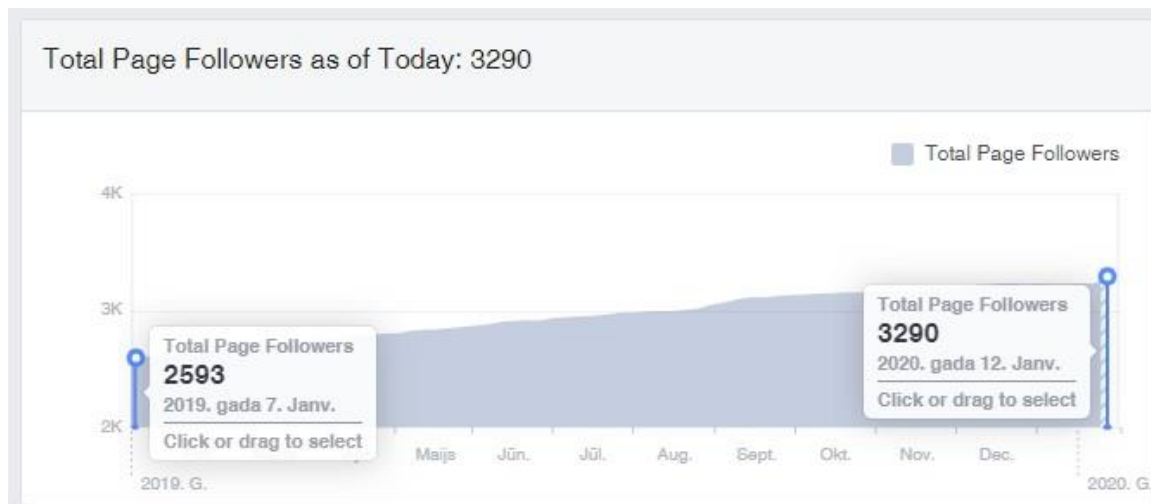 Total Page Followers as of Today: 3290
Total Page Followers
4K
3K
2K
Total Page Followers
2593
2019. gada 7. Janv.
Click or drag to select
Total Page Followers
3290
2020. gada 12. Janv.
Click or drag to select
Maijs
Jūn.
Jūl.
Aug.
Sept.
Okt.
Nov.
Dec.
2019. G.
2020. G.